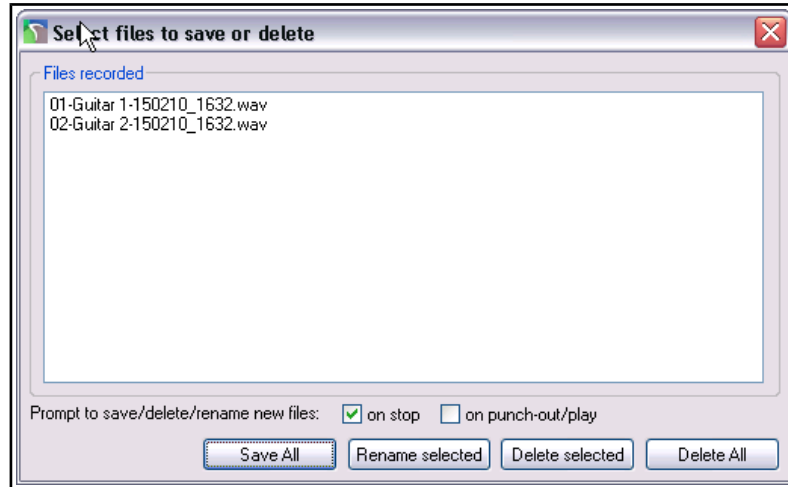 Select files to save or delete
Files recorded
01-Guitar 1-150210_1632.wav
02-Guitar 2-150210_1632.wav
Prompt to save/delete/rename new files: on stop on punch-out/play
Save All Rename selected Delete selected Delete All